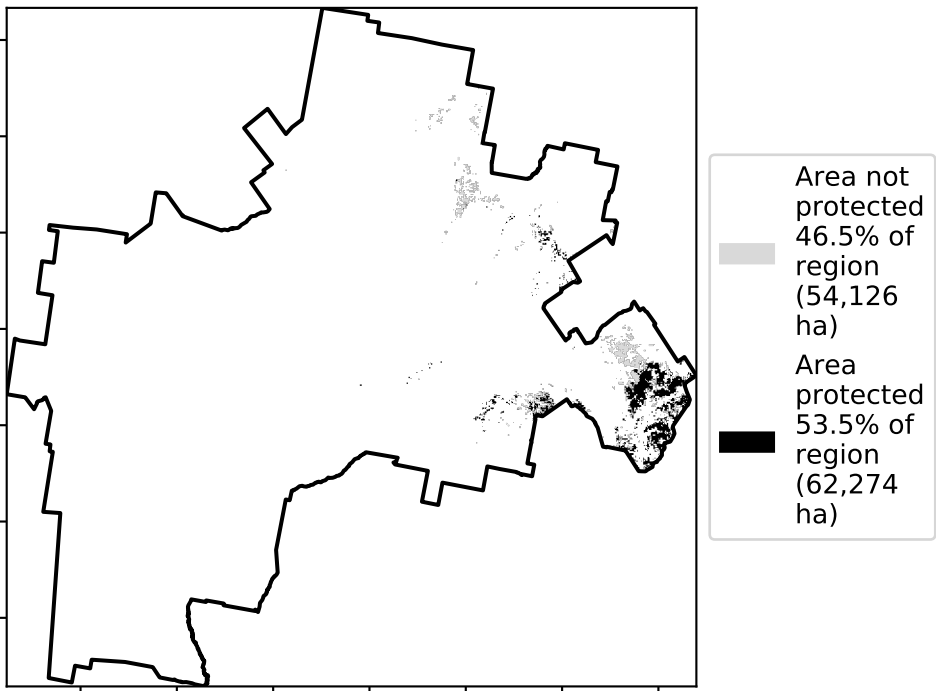 Area not
protected
46.5% of
region
(54,126
ha)
Area
protected
53.5% of
region
(62,274
ha)